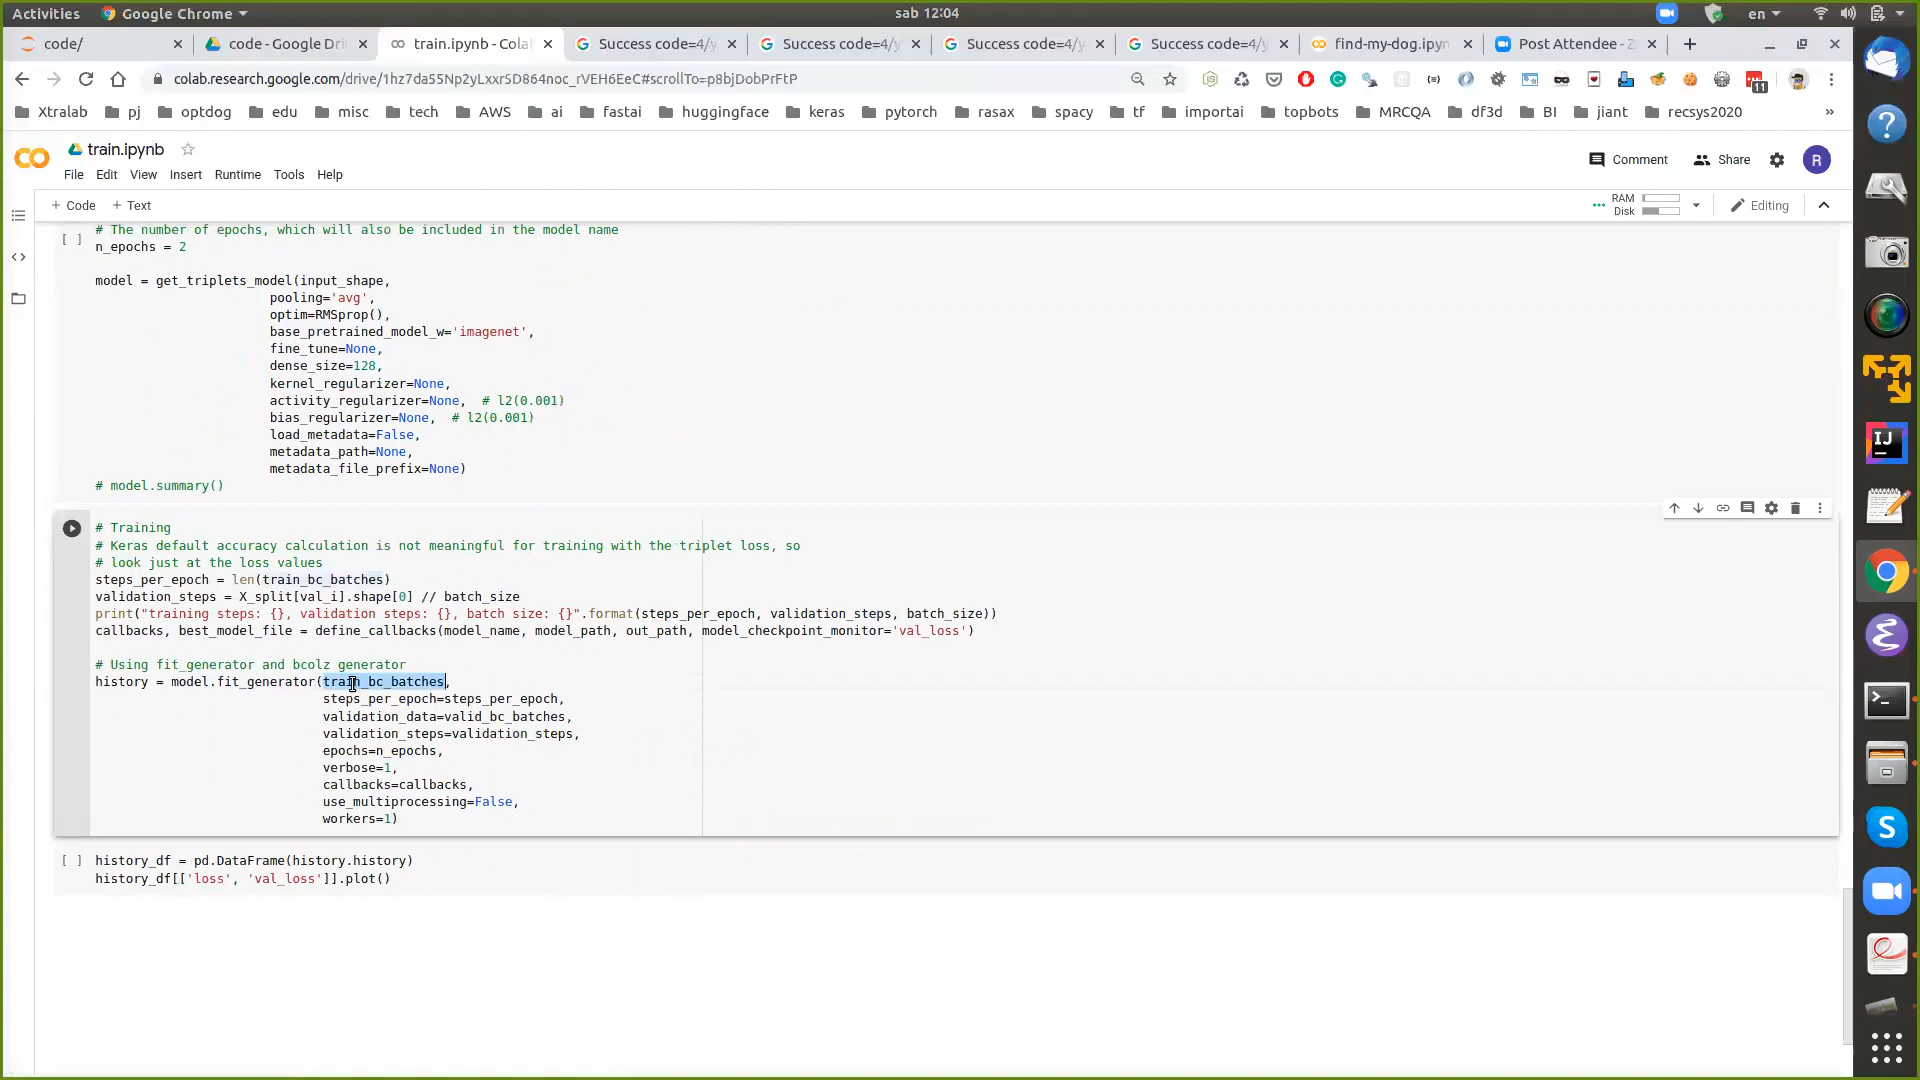 Activities Google Chrome sab 12:04 en
code/ code - Google Dri train.ipynb - Cola Success code=4/y Success code=4/y Success code=4/y Success code=4/y find-my-dog.ipyn Post Attendee - Z
colab.research.google.com/drive/1hz7da55Np2yLxxr5D864noc_rVEH6EeC#scrollTo=p8bjDobPrFtP 11
Xtralab pj optdog edu misc tech AWS ai fastai huggingface keras pytorch rasax spacy tf importai topbots MRCQA df3d BI jiant recsys2020 »
train.ipynb Comment Share R
File Edit View Insert Runtime Tools Help
+ Code + Text RAM Disk Editing
# The number of epochs, which will also be included in the model name
[ ] n_epochs = 2
model = get_triplets_model(input_shape,
pooling='avg',
optim=RMSprop(),
base_pretrained_model_w='imagenet',
fine_tune=None,
dense_size=128,
kernel_regularizer=None,
activity_regularizer=None, # l2(0.001)
bias_regularizer=None, # l2(0.001)
load_metadata=False,
metadata_path=None,
metadata_file_prefix=None)
# model.summary()
# Training
# Keras default accuracy calculation is not meaningful for training with the triplet loss, so
# look just at the loss values
steps_per_epoch = len(train_bc_batches)
validation_steps = X_split[val_i].shape[0] // batch_size
print("training steps: {}, validation steps: {}, batch size: {}".format(steps_per_epoch, validation_steps, batch_size))
callbacks, best_model_file = define_callbacks(model_name, model_path, out_path, model_checkpoint_monitor='val_loss')
# Using fit_generator and bcolz generator
history = model.fit_generator(train_bc_batches,
steps_per_epoch=steps_per_epoch,
validation_data=valid_bc_batches,
validation_steps=validation_steps,
epochs=n_epochs,
verbose=1,
callbacks=callbacks,
use_multiprocessing=False,
workers=1)
[ ] history_df = pd.DataFrame(history.history)
history_df[['loss', 'val_loss']].plot()